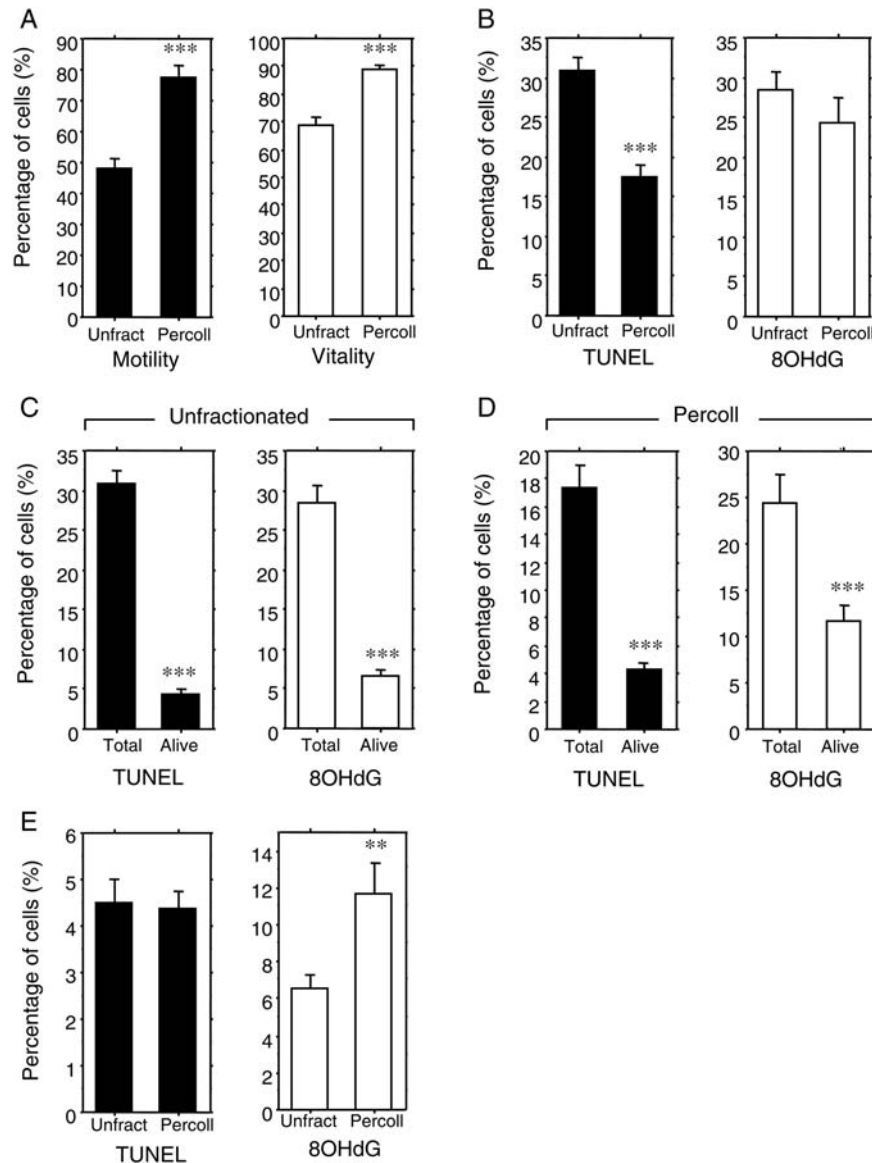 A
Percentage of cells (%)
90
80
70
60
50
40
30
20
10
0
***
Unfract Percoll
Motility
100
90
80
70
60
50
40
30
20
10
0
***
Unfract Percoll
Vitality
B
Percentage of cells (%)
35
30
25
20
15
10
5
0
***
Unfract Percoll
TUNEL
35
30
25
20
15
10
5
0
Unfract Percoll
8OHdG
C
Unfractionated
Percentage of cells (%)
35
30
25
20
15
10
5
0
***
Total Alive
TUNEL
35
30
25
20
15
10
5
0
***
Total Alive
8OHdG
D
Percoll
Percentage of cells (%)
20
18
16
14
12
10
8
6
4
2
0
***
Total Alive
TUNEL
30
25
20
15
10
5
0
***
Total Alive
8OHdG
E
Percentage of cells (%)
6
5
4
3
2
1
0
Unfract Percoll
TUNEL
14
12
10
8
6
4
2
0
**
Unfract Percoll
8OHdG